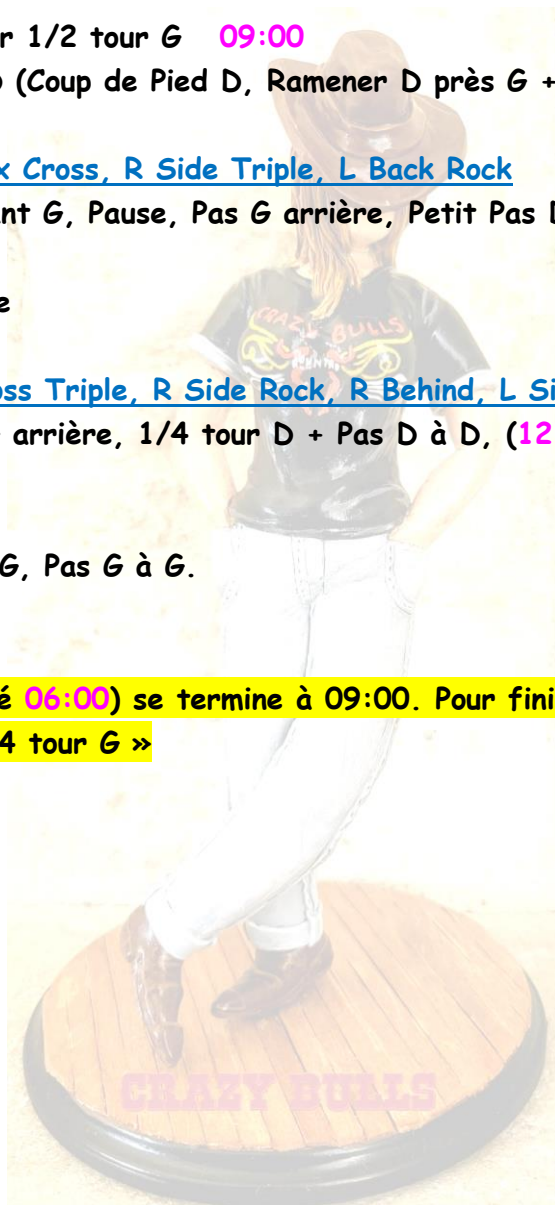 r 1/2 tour G 09:00
(Coup de Pied D, Ramener D près G +
x Cross, R Side Triple, L Back Rock
nt G, Pause, Pas G arrière, Petit Pas D
e
CRAZY BULLS
oss Triple, R Side Rock, R Behind, L Si
arrière, 1/4 tour D + Pas D à D, (12
G, Pas G à G.
é 06:00) se termine à 09:00. Pour fini
4 tour G »
CRAZY BULLS